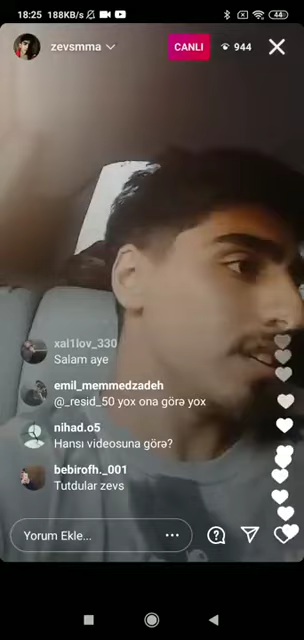 18:25 188KB/s 44
zevsmma CANLI 944
xal1lov_330
Salam aye
emil_memmedzadeh
@_resid_50 yox ona görə yox
nihad.o5
Hansı videosuna görə?
bebirofh._001
Tutdular zevs
Yorum Ekle...